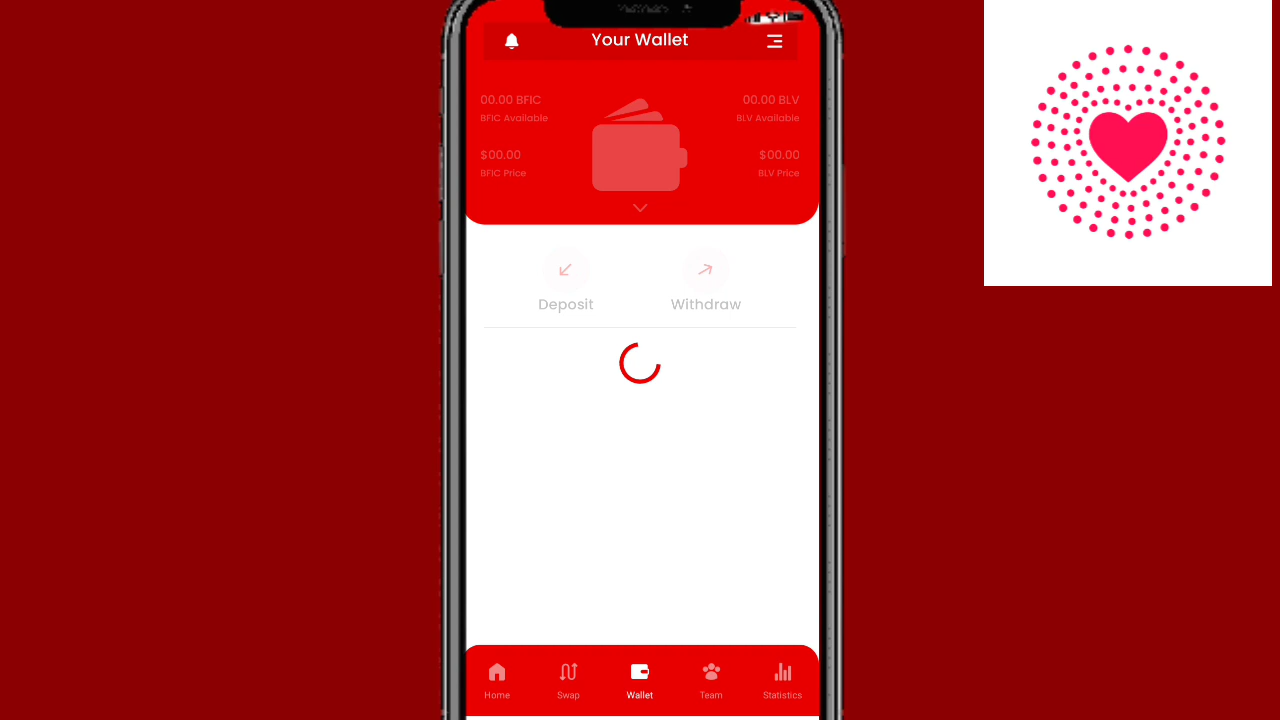 Your Wallet
00.00 BFIC
00.00 BLV
BFIC Available
BLV Available
$00.00
$00.00
BFIC Price
BLV Price
Deposit
Withdraw
Home
Swap
Wallet
Team
Statistics